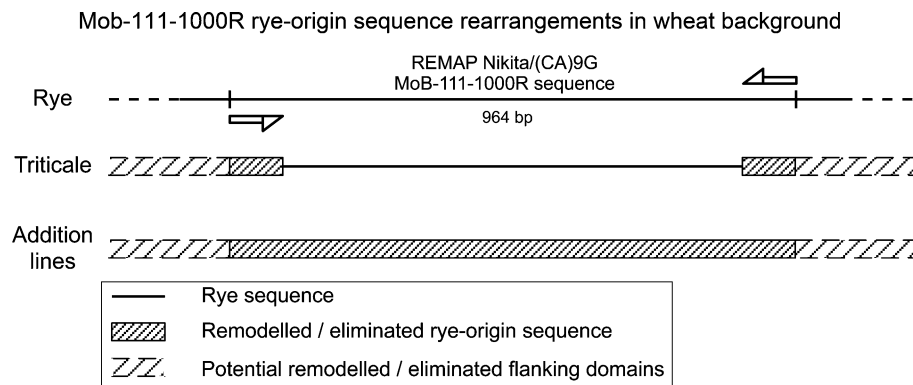 Mob-111-1000R rye-origin sequence rearrangements in wheat background
REMAP Nikita/(CA)9G
MoB-111-1000R sequence
Rye
964 bp
Triticale
Addition
lines
Rye sequence
Remodelled / eliminated rye-origin sequence
Potential remodelled / eliminated flanking domains